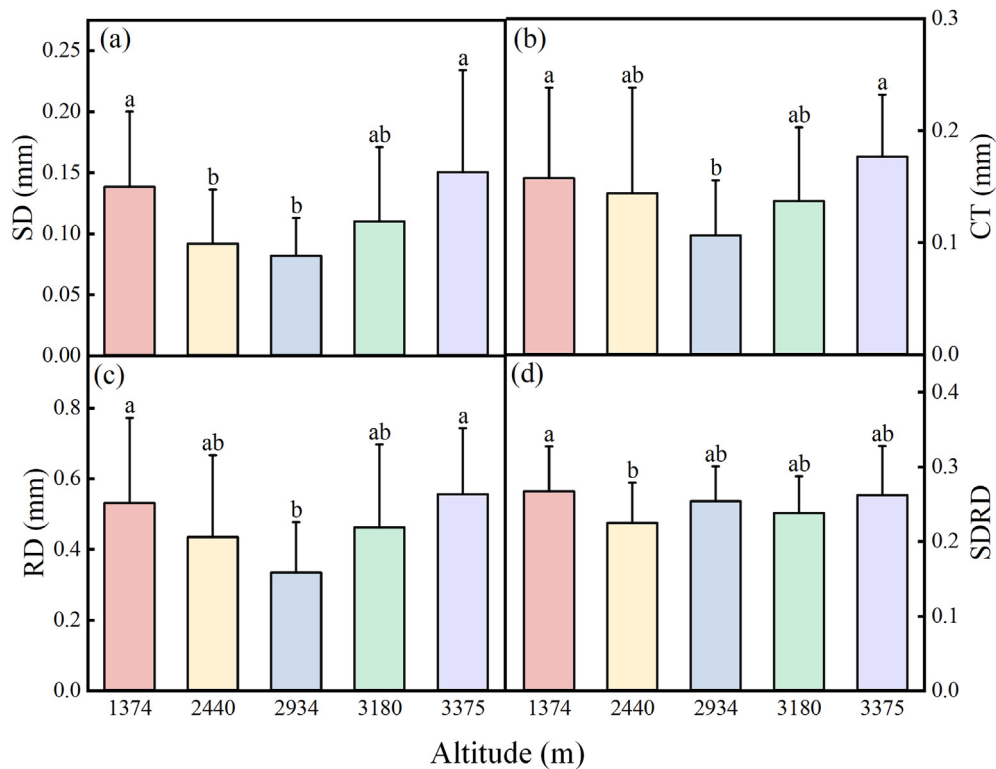 (a)
SD (mm)
0.25
0.20
0.15
0.10
0.05
0.00
a
b
b
ab
a
(b)
CT (mm)
0.3
0.2
0.1
0.0
a
ab
b
ab
a
(c)
RD (mm)
0.8
0.6
0.4
0.2
0.0
a
ab
b
ab
a
1374 2440 2934 3180 3375
(d)
SDRD
0.4
0.3
0.2
0.1
0.0
a
b
ab
ab
ab
1374 2440 2934 3180 3375
Altitude (m)